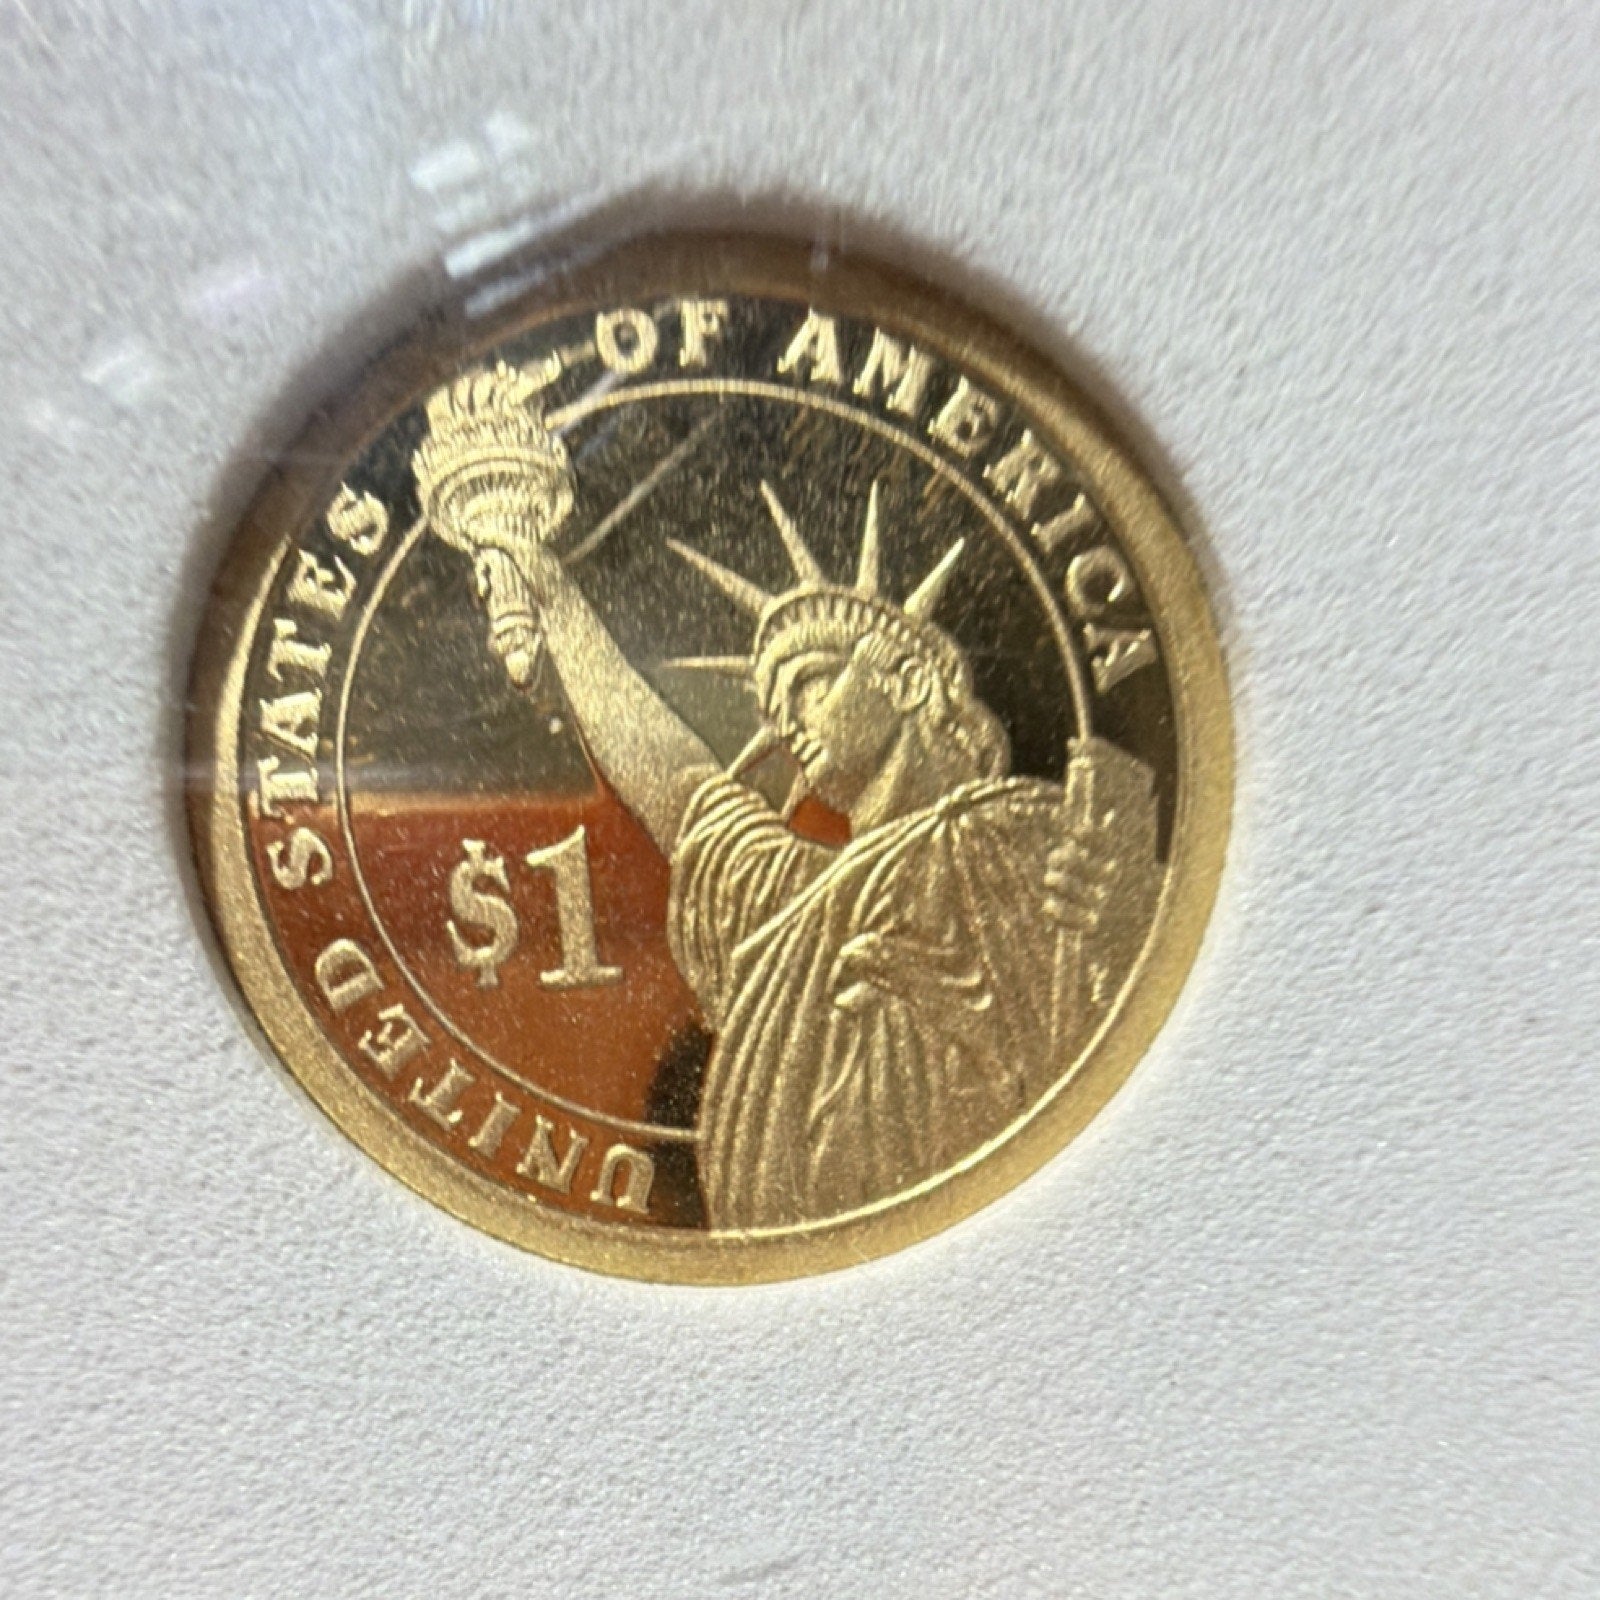 UNITED STATES OF AMERICA
$1